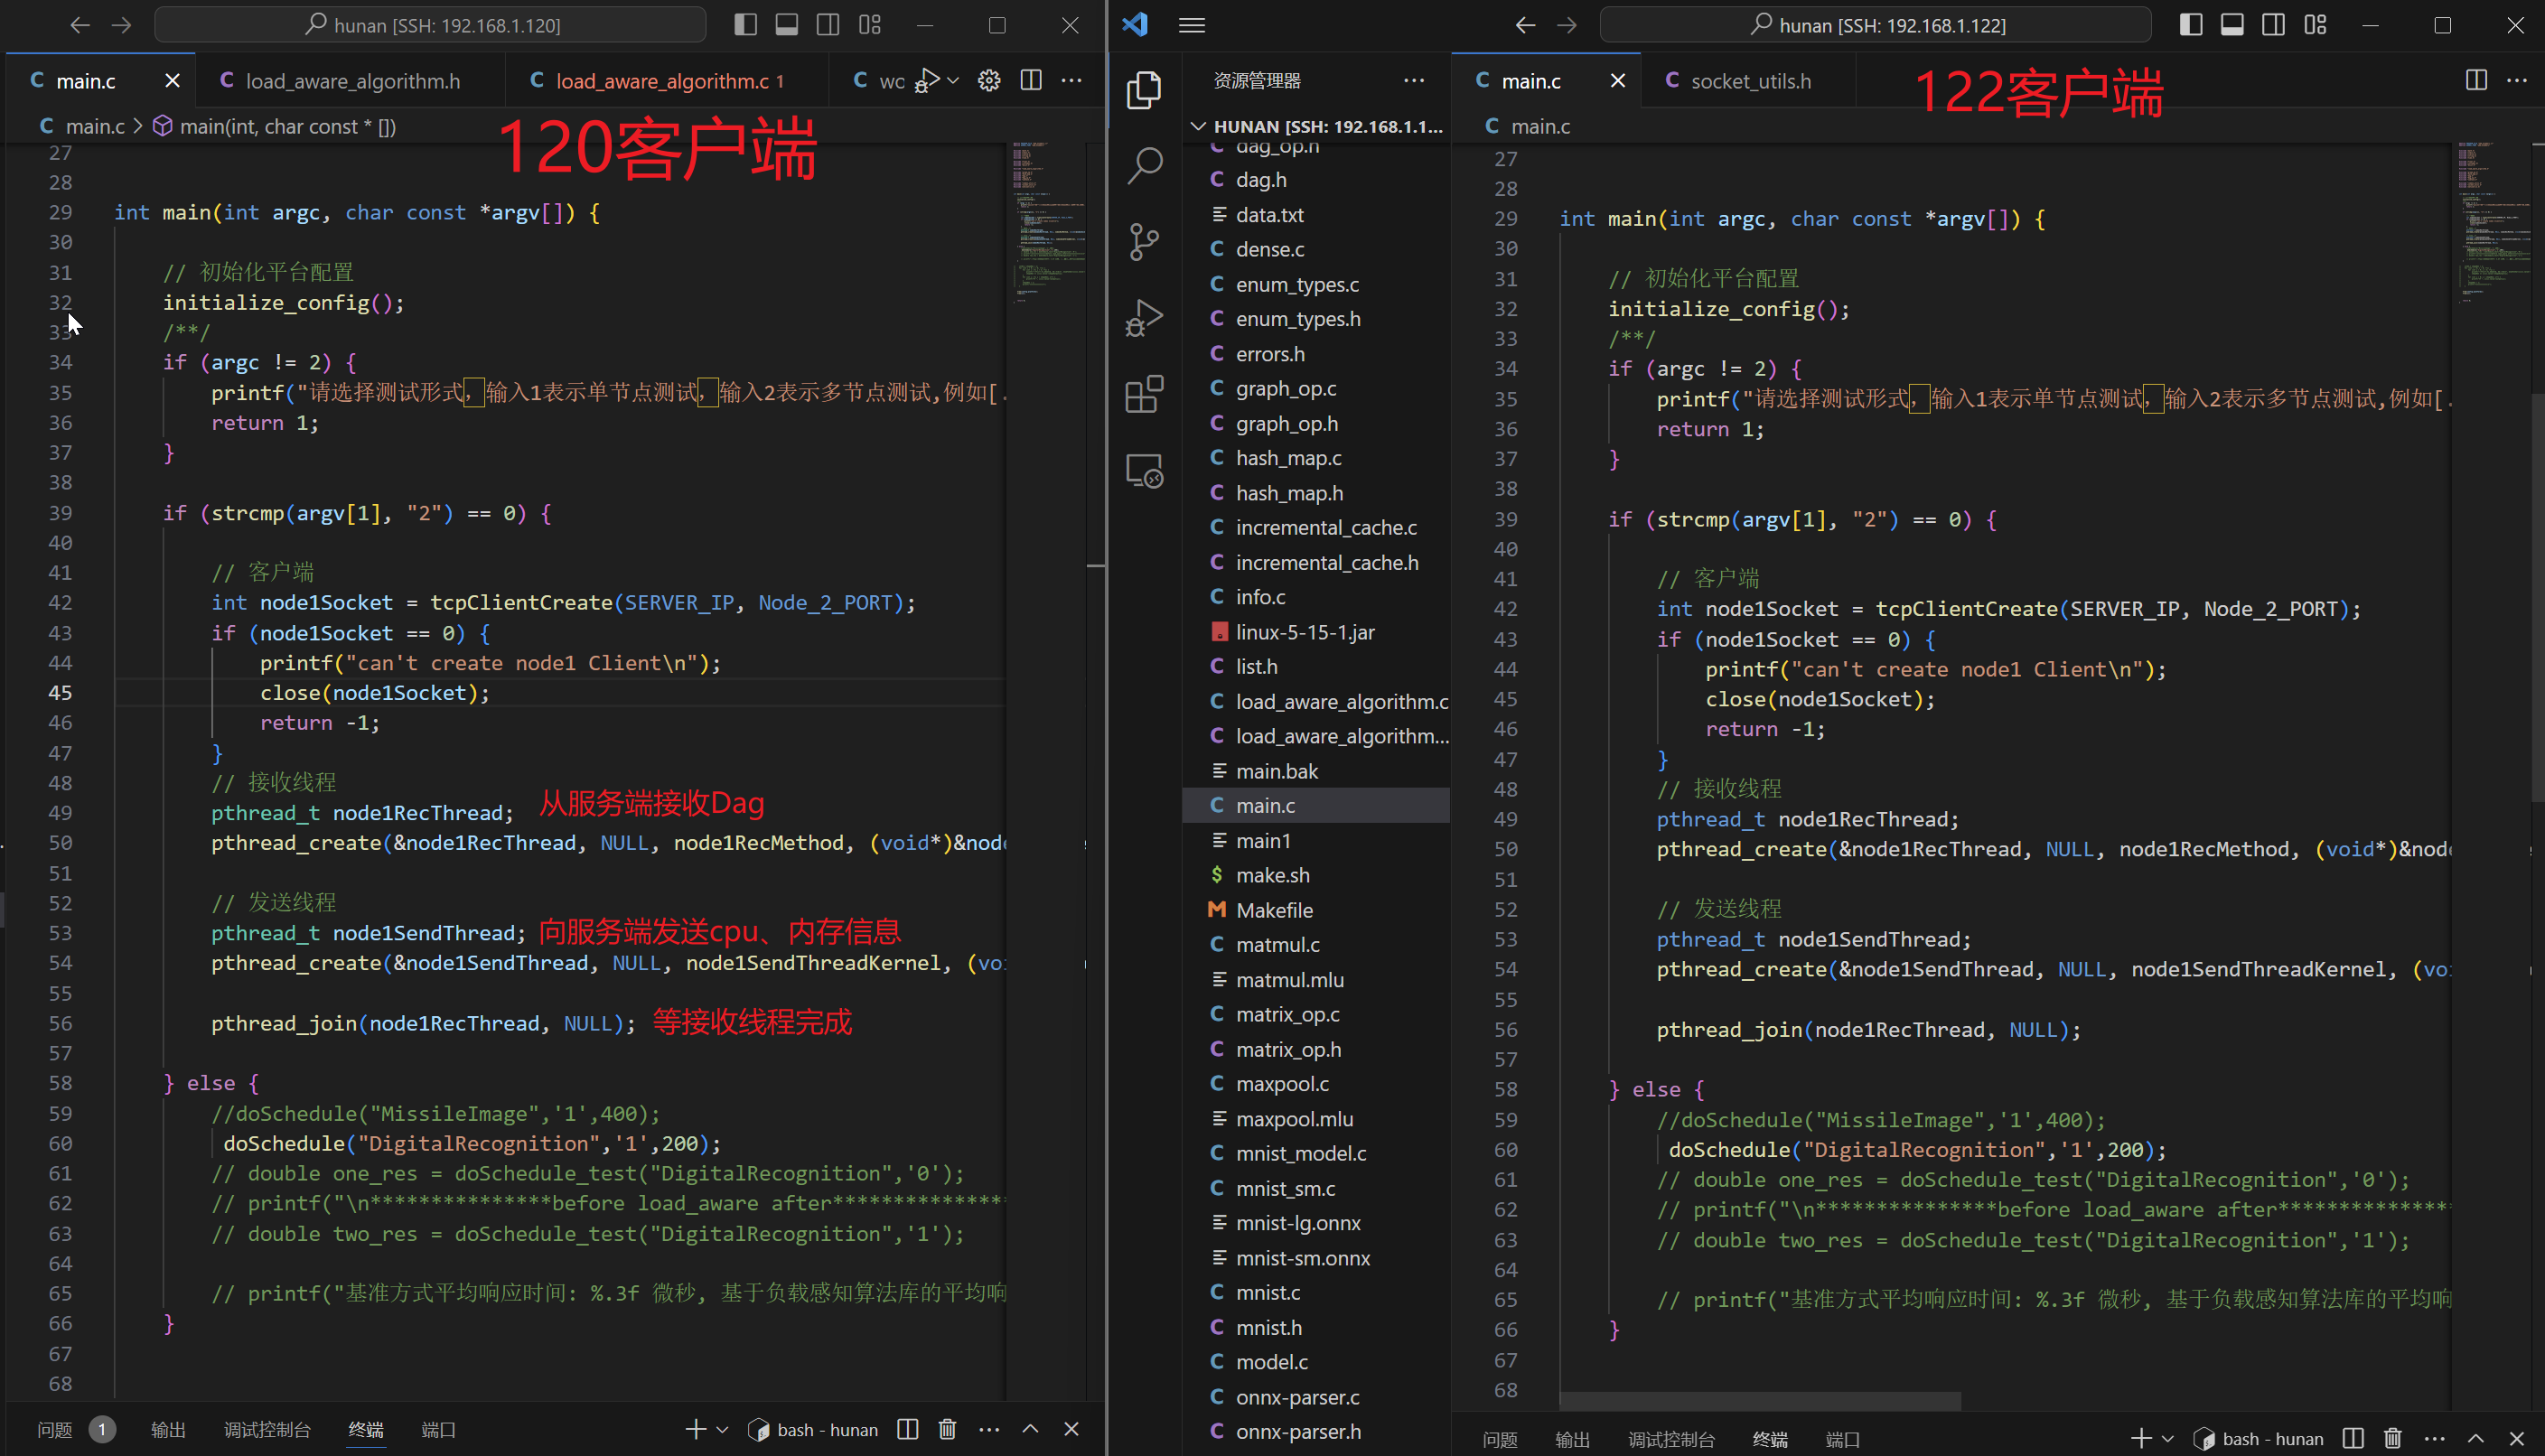 hunan [SSH: 192.168.1.120]
main.c
load_aware_algorithm.h
load_aware_algorithm.c 1
wc
main.c > main(int, char const * [])
120客户端
27
28
29 int main(int argc, char const *argv[]) {
30
31 // 初始化平台配置
32 initialize_config();
33 /**/
34 if (argc != 2) {
35 printf("请选择测试形式，输入1表示单节点测试，输入2表示多节点测试,例如[.
36 return 1;
37 }
38
39 if (strcmp(argv[1], "2") == 0) {
40
41 // 客户端
42 int node1Socket = tcpClientCreate(SERVER_IP, Node_2_PORT);
43 if (node1Socket == 0) {
44 printf("can't create node1 Client\n");
45 close(node1Socket);
46 return -1;
47 }
48 // 接收线程
49 pthread_t node1RecThread; 从服务端接收Dag
50 pthread_create(&node1RecThread, NULL, node1RecMethod, (void*)&node
51
52 // 发送线程
53 pthread_t node1SendThread; 向服务端发送cpu、内存信息
54 pthread_create(&node1SendThread, NULL, node1SendThreadKernel, (voi
55
56 pthread_join(node1RecThread, NULL); 等接收线程完成
57
58 } else {
59 //doSchedule("MissileImage",'1',400);
60 doSchedule("DigitalRecognition",'1',200);
61 // double one_res = doSchedule_test("DigitalRecognition",'0');
62 // printf("\n***************before load_aware after***************
63 // double two_res = doSchedule_test("DigitalRecognition",'1');
64
65 // printf("基准方式平均响应时间: %.3f 微秒, 基于负载感知算法库的平均响
66 }
67
68
问题 1 输出 调试控制台 终端 端口
bash - hunan
hunan [SSH: 192.168.1.122]
资源管理器
HUNAN [SSH: 192.168.1.1...
dag_op.h
dag.h
data.txt
dense.c
enum_types.c
enum_types.h
errors.h
graph_op.c
graph_op.h
hash_map.c
hash_map.h
incremental_cache.c
incremental_cache.h
info.c
linux-5-15-1.jar
list.h
load_aware_algorithm.c
load_aware_algorithm...
main.bak
main.c
main1
make.sh
Makefile
matmul.c
matmul.mlu
matrix_op.c
matrix_op.h
maxpool.c
maxpool.mlu
mnist_model.c
mnist_sm.c
mnist-lg.onnx
mnist-sm.onnx
mnist.c
mnist.h
model.c
onnx-parser.c
onnx-parser.h
main.c
socket_utils.h
122客户端
main.c
27
28
29 int main(int argc, char const *argv[]) {
30
31 // 初始化平台配置
32 initialize_config();
33 /**/
34 if (argc != 2) {
35 printf("请选择测试形式，输入1表示单节点测试，输入2表示多节点测试,例如[.
36 return 1;
37 }
38
39 if (strcmp(argv[1], "2") == 0) {
40
41 // 客户端
42 int node1Socket = tcpClientCreate(SERVER_IP, Node_2_PORT);
43 if (node1Socket == 0) {
44 printf("can't create node1 Client\n");
45 close(node1Socket);
46 return -1;
47 }
48 // 接收线程
49 pthread_t node1RecThread;
50 pthread_create(&node1RecThread, NULL, node1RecMethod, (void*)&node
51
52 // 发送线程
53 pthread_t node1SendThread;
54 pthread_create(&node1SendThread, NULL, node1SendThreadKernel, (vo
55
56 pthread_join(node1RecThread, NULL);
57
58 } else {
59 //doSchedule("MissileImage",'1',400);
60 doSchedule("DigitalRecognition",'1',200);
61 // double one_res = doSchedule_test("DigitalRecognition",'0');
62 // printf("\n***************before load_aware after***************
63 // double two_res = doSchedule_test("DigitalRecognition",'1');
64
65 // printf("基准方式平均响应时间: %.3f 微秒, 基于负载感知算法库的平均响
66 }
67
68
问题 输出 调试控制台 终端 端口
bash - hunan